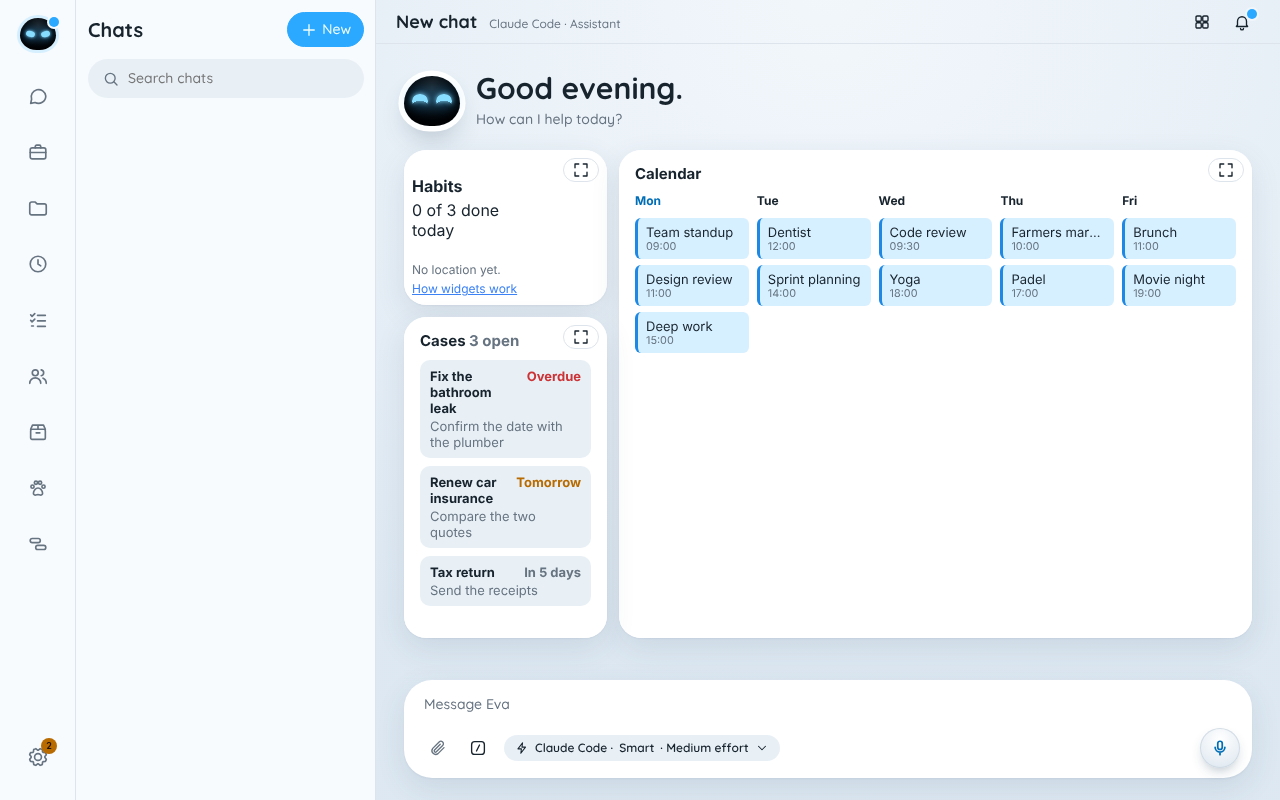 Chats
New
Search chats
2
New chat
Claude Code · Assistant
Good evening.
How can I help today?
Habits
0 of 3 done
today
No location yet.
How widgets work
Cases 3 open
Fix the
bathroom
leak
Overdue
Confirm the date with
the plumber
Renew car
insurance
Tomorrow
Compare the two
quotes
Tax return
In 5 days
Send the receipts
Calendar
Mon
Team standup
09:00
Design review
11:00
Deep work
15:00
Tue
Dentist
12:00
Sprint planning
14:00
Wed
Code review
09:30
Yoga
18:00
Thu
Farmers mar...
10:00
Padel
17:00
Fri
Brunch
11:00
Movie night
19:00
Message Eva
Claude Code · Smart · Medium effort